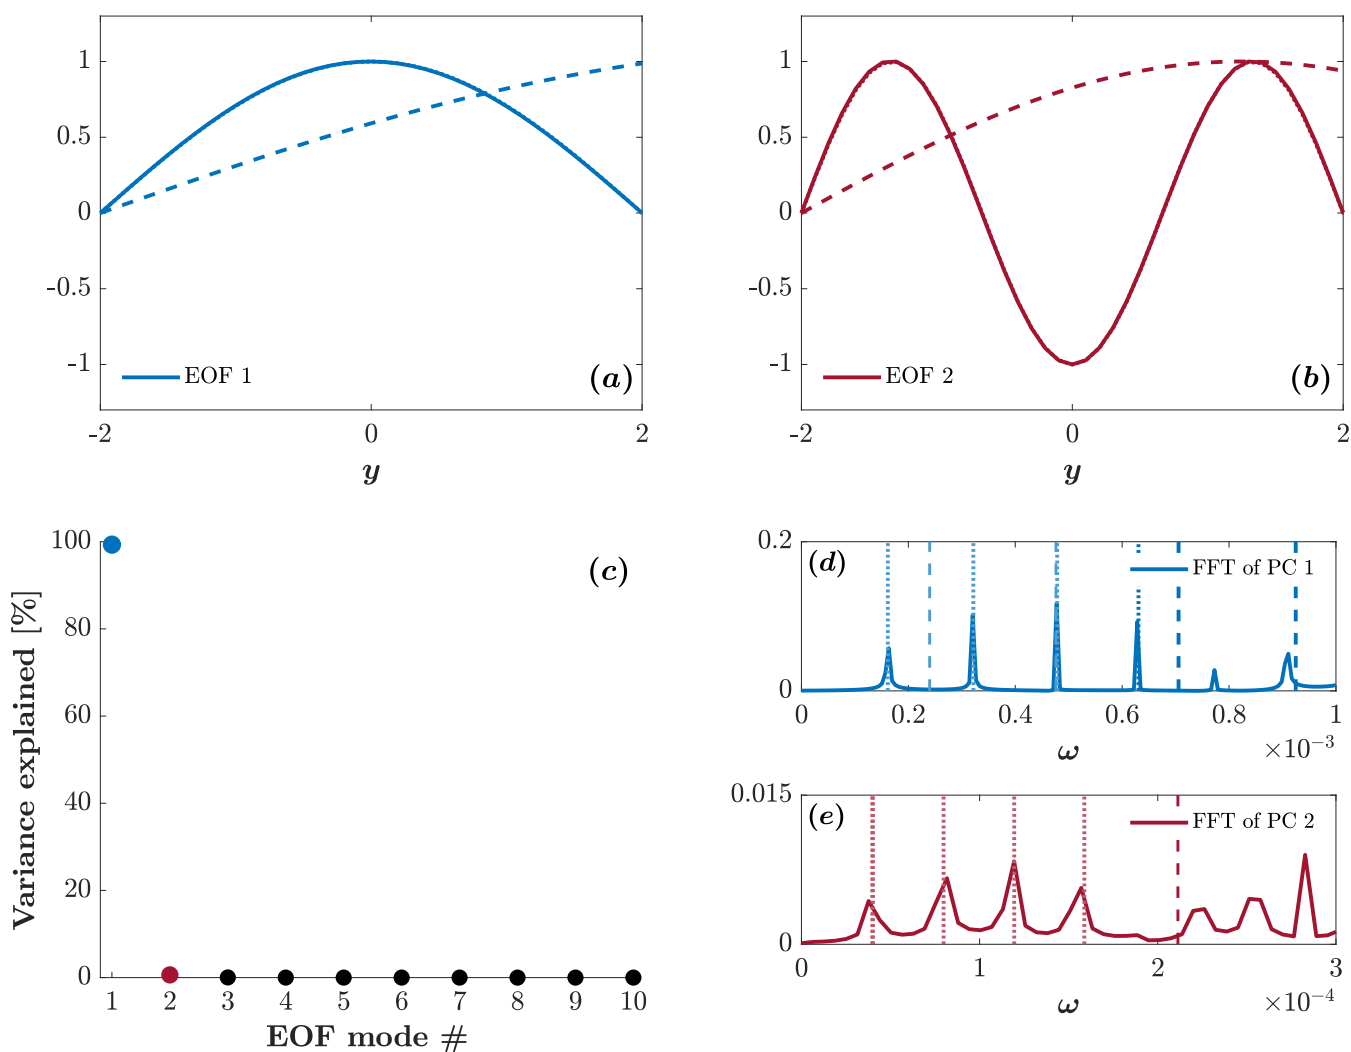 1
0.5
0
-0.5
-1
EOF 1
(a)
-2
0
2
y
1
0.5
0
-0.5
-1
EOF 2
(b)
-2
0
2
y
Variance explained [%]
100
80
60
40
20
0
(c)
1 2 3 4 5 6 7 8 9 10
EOF mode #
0.2
0
(d)
FFT of PC 1
0 0.2 0.4 0.6 0.8 1
ω
×10⁻³
0.015
0
(e)
FFT of PC 2
0 1 2 3
ω
×10⁻⁴